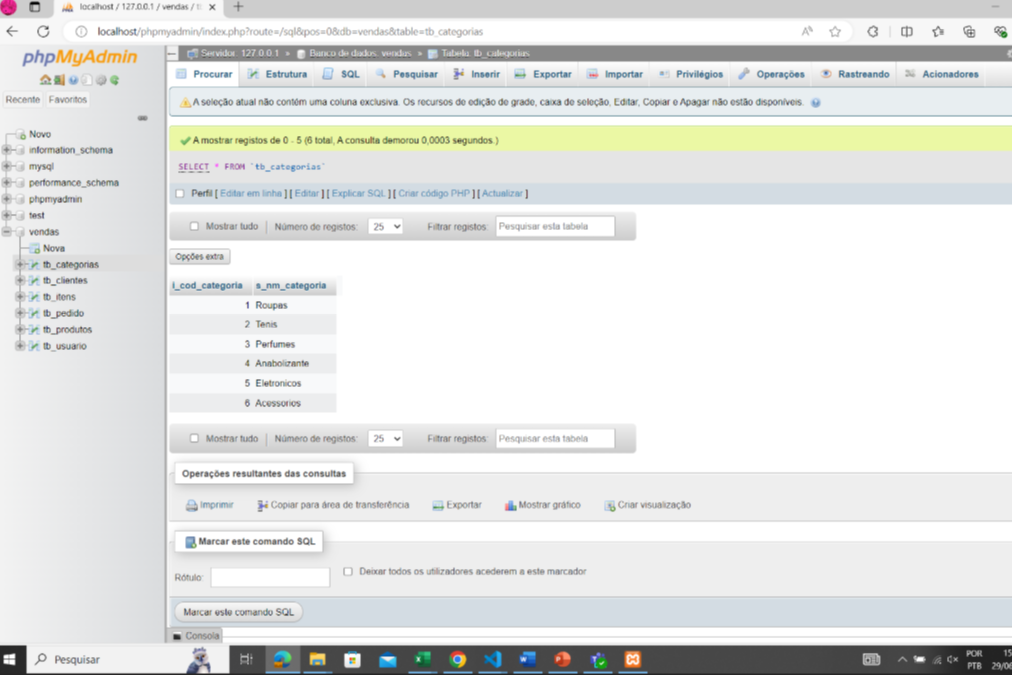 localhost / 127.0.0.1 / vendas / t
localhost/phpmyadmin/index.php?route=/sql&pos=0&db=vendas&table=tb_categorias
phpMyAdmin
Recente Favoritos
Novo
information_schema
mysql
performance_schema
phpmyadmin
test
vendas
Nova
tb_categorias
tb_clientes
tb_itens
tb_pedido
tb_produtos
tb_usuario
Servidor: 127.0.0.1 » Banco de dados: vendas » Tabela: tb_categorias
Procurar Estrutura SQL Pesquisar Inserir Exportar Importar Privilégios Operações Rastreando Acionadores
A seleção atual não contém uma coluna exclusiva. Os recursos de edição de grade, caixa de seleção, Editar, Copiar e Apagar não estão disponíveis.
A mostrar registos de 0 - 5 (6 total, A consulta demorou 0,0003 segundos.)
SELECT * FROM `tb_categorias`
Perfil [ Editar em linha ] [ Editar ] [ Explicar SQL ] [ Criar código PHP ] [ Actualizar ]
Mostrar tudo | Número de registos: 25 Filtrar registos: Pesquisar esta tabela
Opções extra
i_cod_categoria s_nm_categoria
1 Roupas
2 Tenis
3 Perfumes
4 Anabolizante
5 Eletronicos
6 Acessorios
Mostrar tudo | Número de registos: 25 Filtrar registos: Pesquisar esta tabela
Operações resultantes das consultas
Imprimir Copiar para área de transferência Exportar Mostrar gráfico Criar visualização
Marcar este comando SQL
Rótulo: Deixar todos os utilizadores acederem a este marcador
Marcar este comando SQL
Consola
Pesquisar
POR 15
PTB 29/06